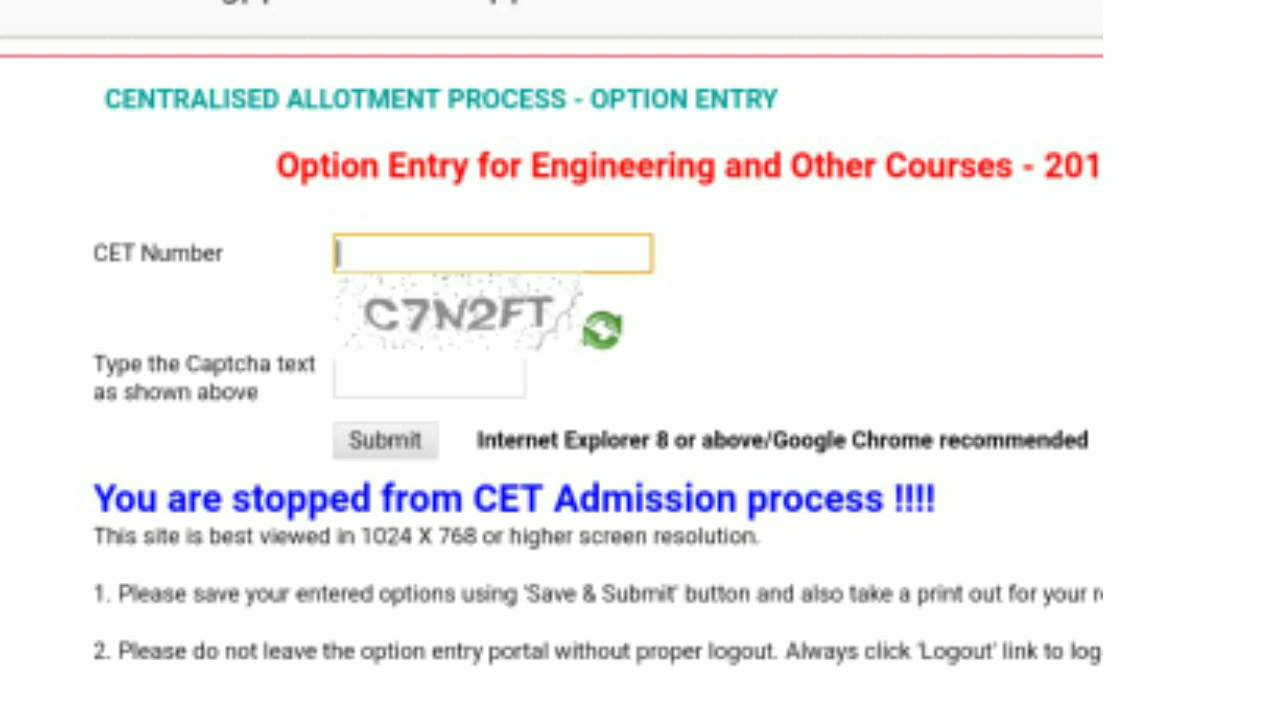 CENTRALISED ALLOTMENT PROCESS - OPTION ENTRY
Option Entry for Engineering and Other Courses - 201
CET Number
C7N2FT
Type the Captcha text
as shown above
Submit Internet Explorer 8 or above/Google Chrome recommended
You are stopped from CET Admission process !!!!
This site is best viewed in 1024 X 768 or higher screen resolution.
1. Please save your entered options using 'Save & Submit' button and also take a print out for your
2. Please do not leave the option entry portal without proper logout. Always click 'Logout' link to log